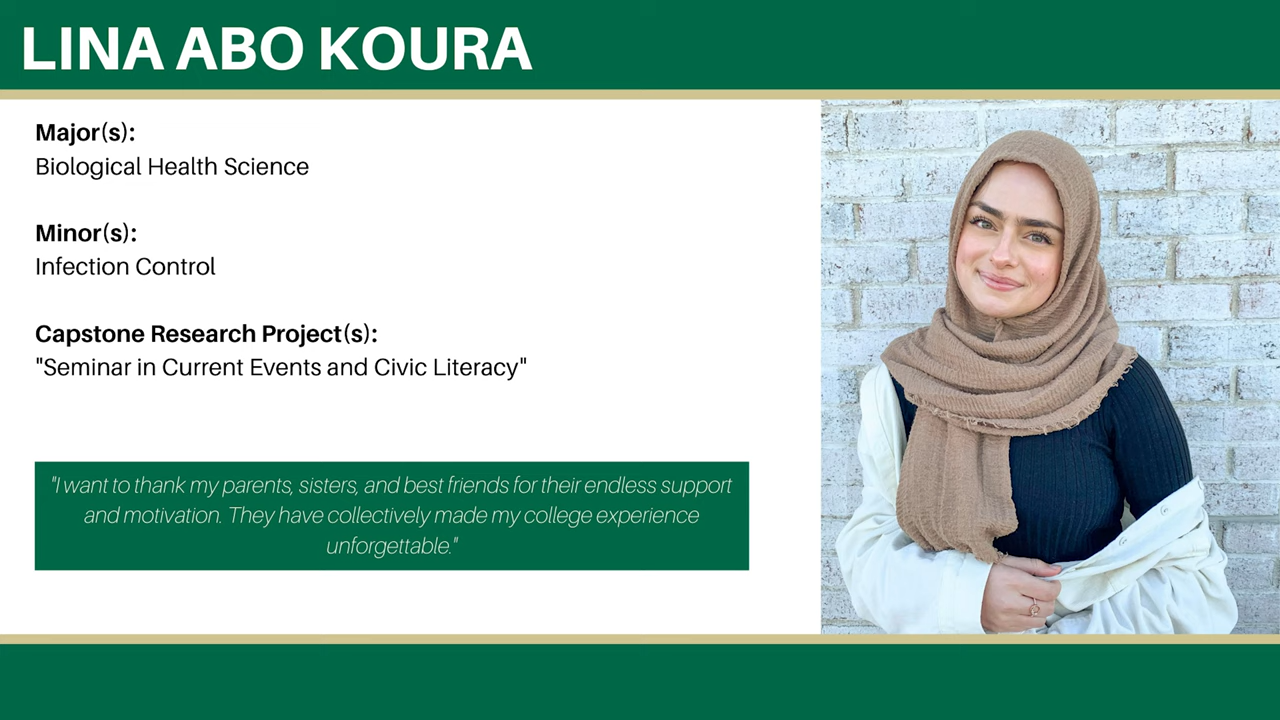 LINA ABO KOURA
Major(s):
Biological Health Science
Minor(s):
Infection Control
Capstone Research Project(s):
"Seminar in Current Events and Civic Literacy"
"I want to thank my parents, sisters, and best friends for their endless support
and motivation. They have collectively made my college experience
unforgettable."